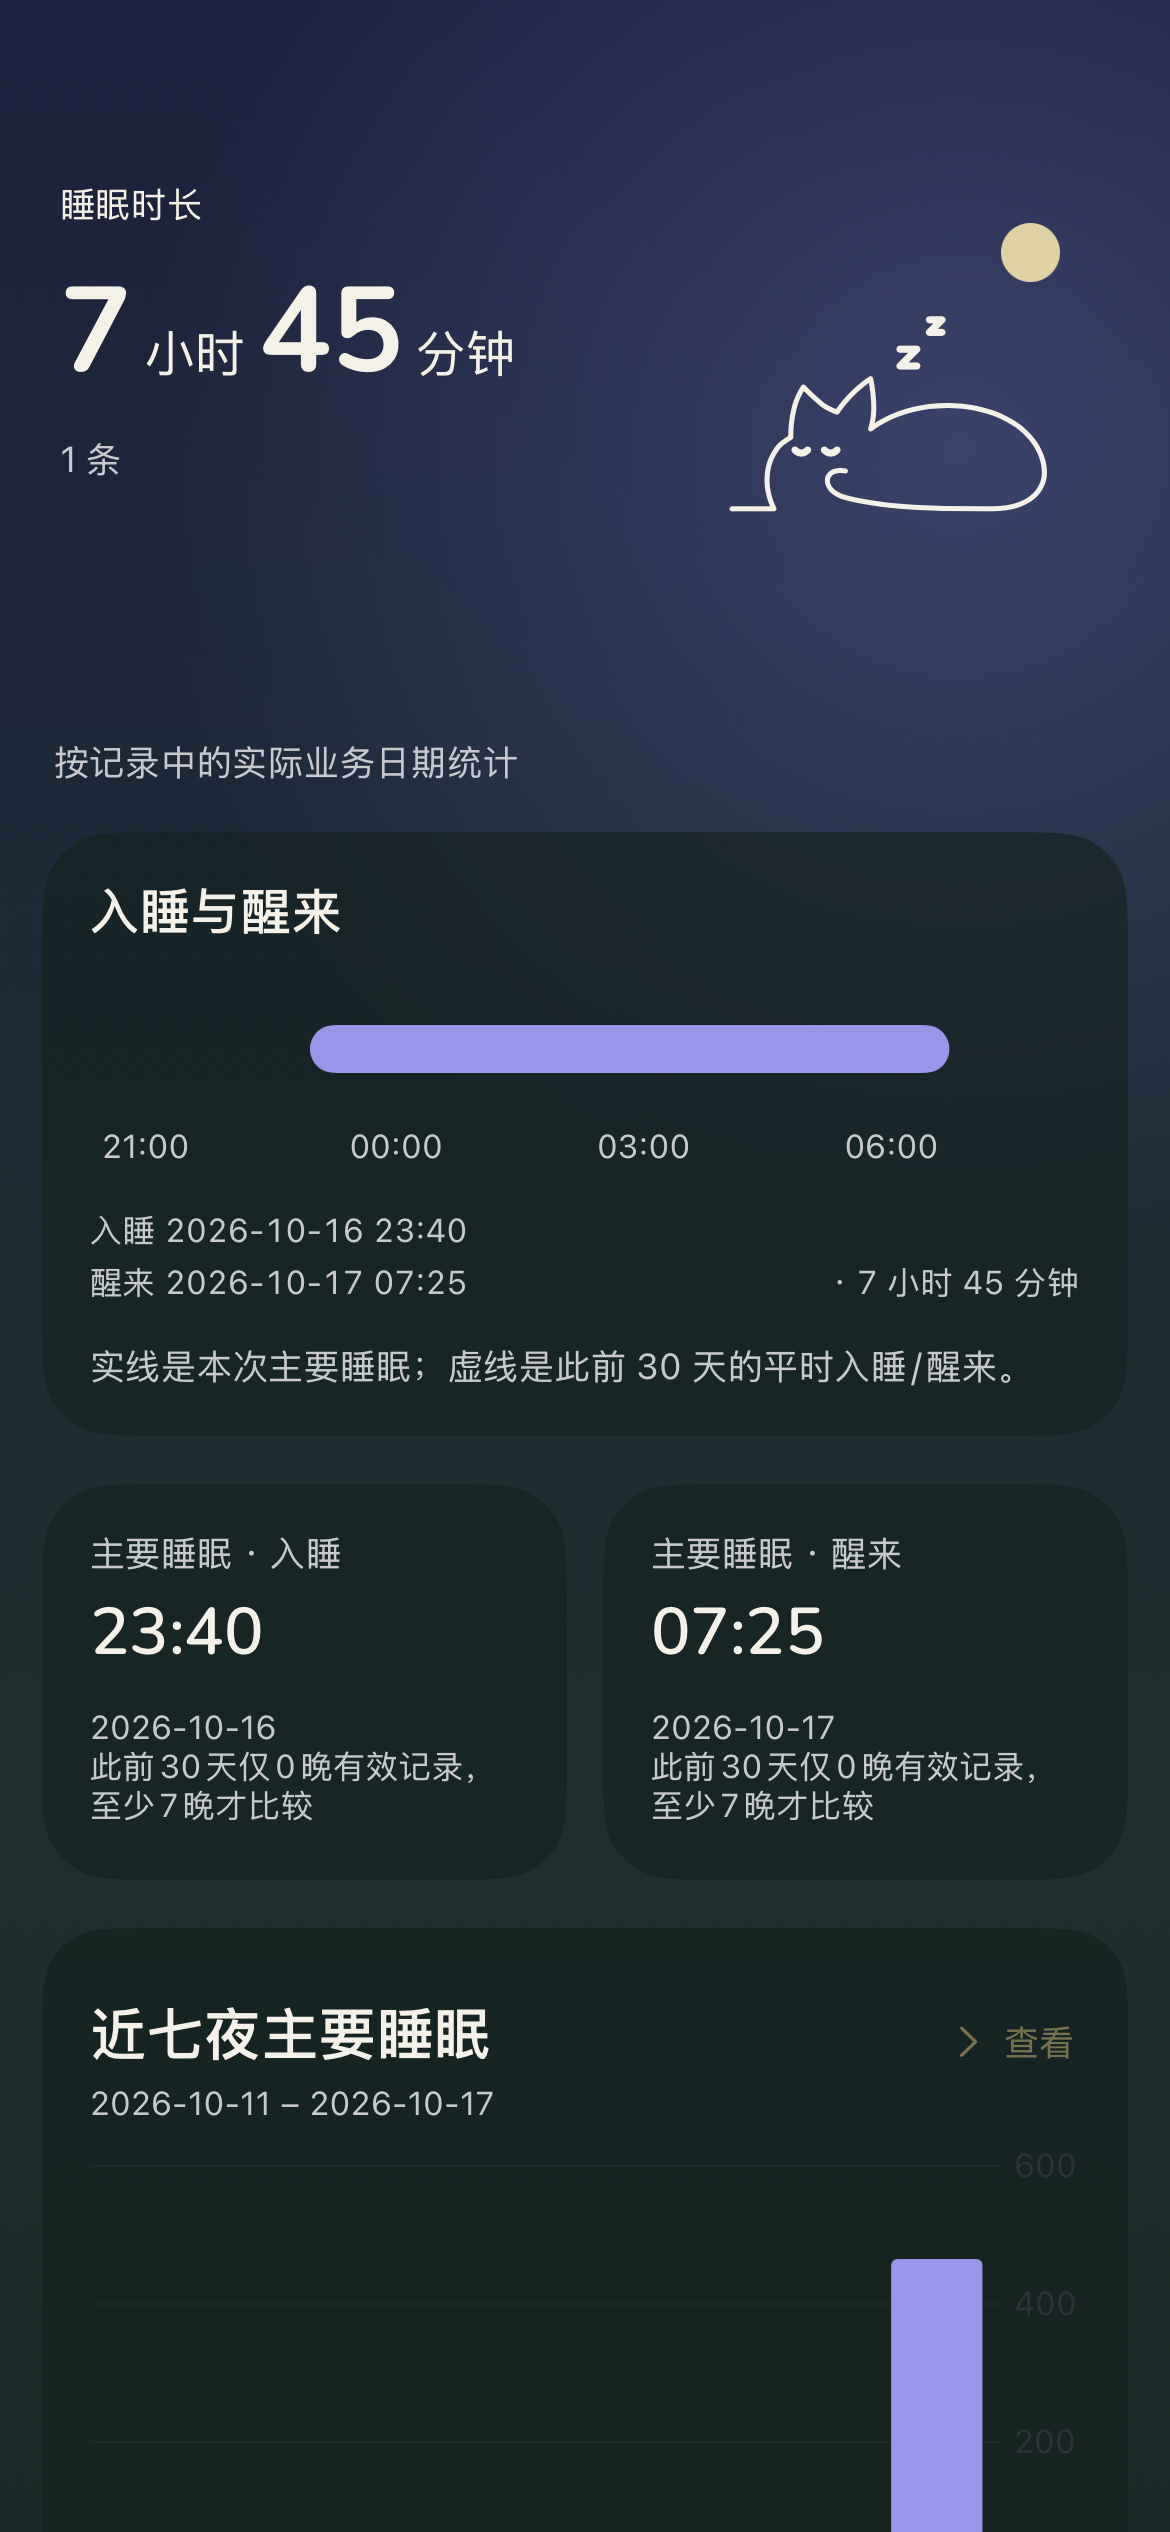 睡眠时长
7 小时 45 分钟
z
z
1 条
按记录中的实际业务日期统计
入睡与醒来
21:00 00:00 03:00 06:00
入睡 2026-10-16 23:40
醒来 2026-10-17 07:25 · 7 小时 45 分钟
实线是本次主要睡眠；虚线是此前 30 天的平时入睡/醒来。
主要睡眠 · 入睡
23:40
2026-10-16
此前30天仅0晚有效记录，
至少7晚才比较
主要睡眠 · 醒来
07:25
2026-10-17
此前30天仅0晚有效记录，
至少7晚才比较
近七夜主要睡眠
查看
2026-10-11 – 2026-10-17
600
400
200